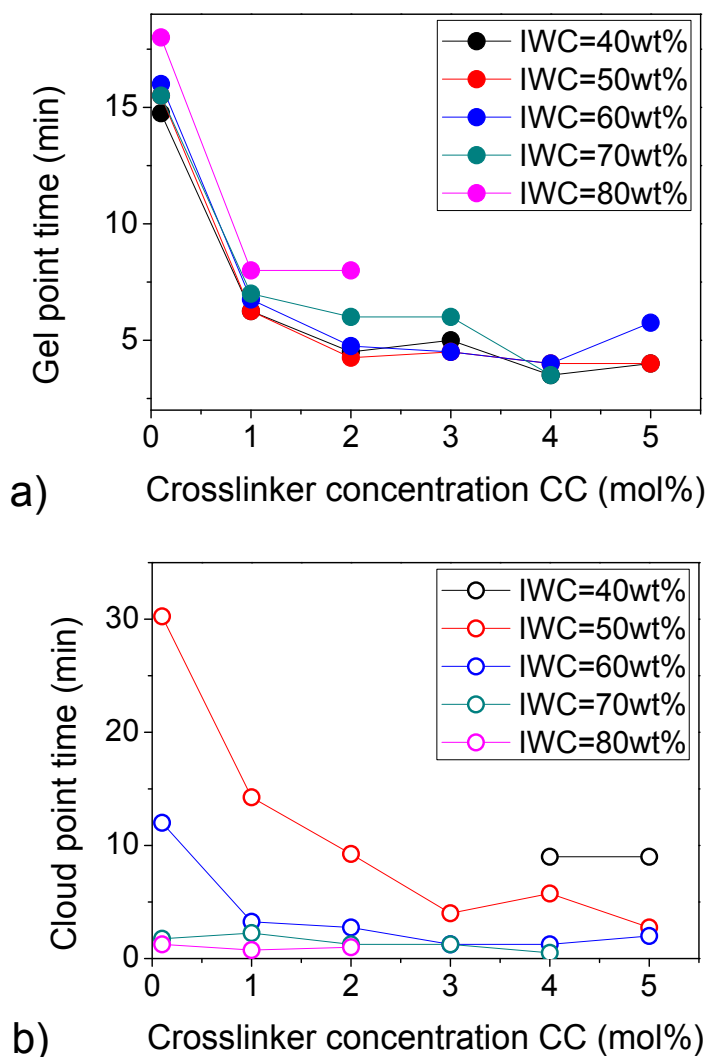 15
10
5
0 1 2 3 4 5
Gel point time (min)
Crosslinker concentration CC (mol%)
IWC=40wt%
IWC=50wt%
IWC=60wt%
IWC=70wt%
IWC=80wt%
a)
30
20
10
0
0 1 2 3 4 5
Cloud point time (min)
Crosslinker concentration CC (mol%)
IWC=40wt%
IWC=50wt%
IWC=60wt%
IWC=70wt%
IWC=80wt%
b)